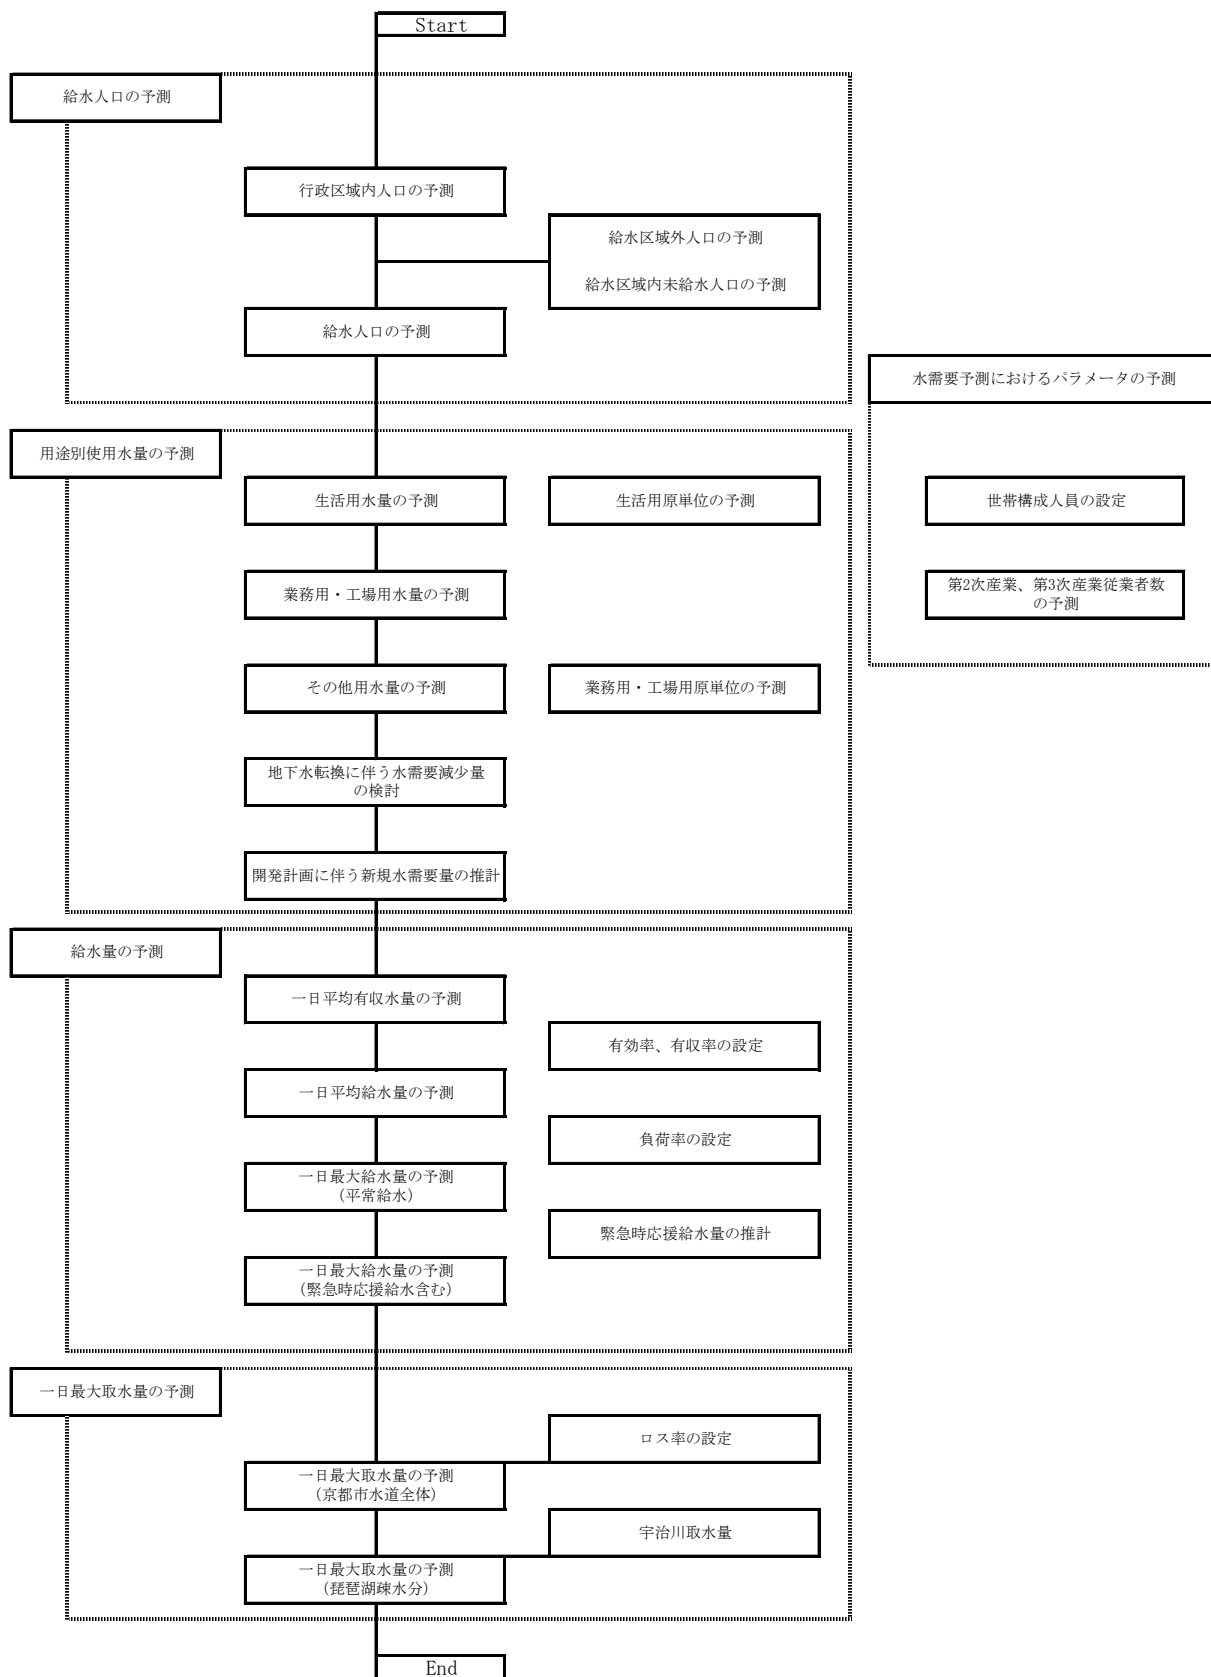 Start
給水人口の予測
行政区域内人口の予測
給水区域外人口の予測
給水区域内未給水人口の予測
給水人口の予測
水需要予測におけるパラメータの予測
用途別使用水量の予測
生活用水量の予測
生活用原単位の予測
世帯構成人員の設定
業務用・工場用水量の予測
第2次産業、第3次産業従業者数
の予測
その他用水量の予測
業務用・工場用原単位の予測
地下水転換に伴う水需要減少量
の検討
開発計画に伴う新規水需要量の推計
給水量の予測
一日平均有収水量の予測
有効率、有収率の設定
一日平均給水量の予測
負荷率の設定
一日最大給水量の予測
（平常給水）
緊急時応援給水量の推計
一日最大給水量の予測
（緊急時応援給水含む）
一日最大取水量の予測
ロス率の設定
一日最大取水量の予測
（京都市水道全体）
宇治川取水量
一日最大取水量の予測
（琵琶湖疎水分）
End